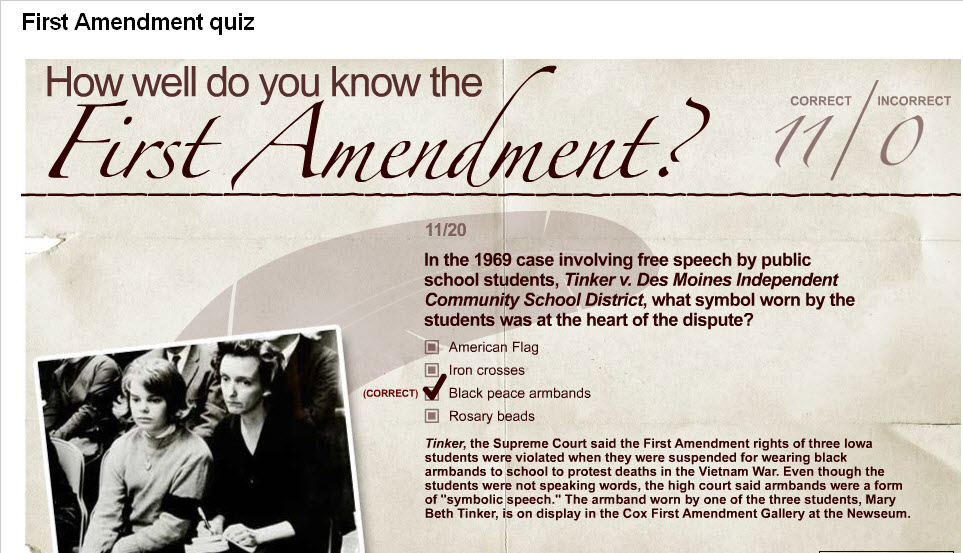 First Amendment quiz
How well do you know the
First Amendment?
CORRECT INCORRECT
11/0
11/20
In the 1969 case involving free speech by public
school students, Tinker v. Des Moines Independent
Community School District, what symbol worn by the
students was at the heart of the dispute?
American Flag
Iron crosses
(CORRECT) Black peace armbands
Rosary beads
Tinker, the Supreme Court said the First Amendment rights of three Iowa
students were violated when they were suspended for wearing black
armbands to school to protest deaths in the Vietnam War. Even though the
students were not speaking words, the high court said armbands were a form
of "symbolic speech." The armband worn by one of the three students, Mary
Beth Tinker, is on display in the Cox First Amendment Gallery at the Newseum.